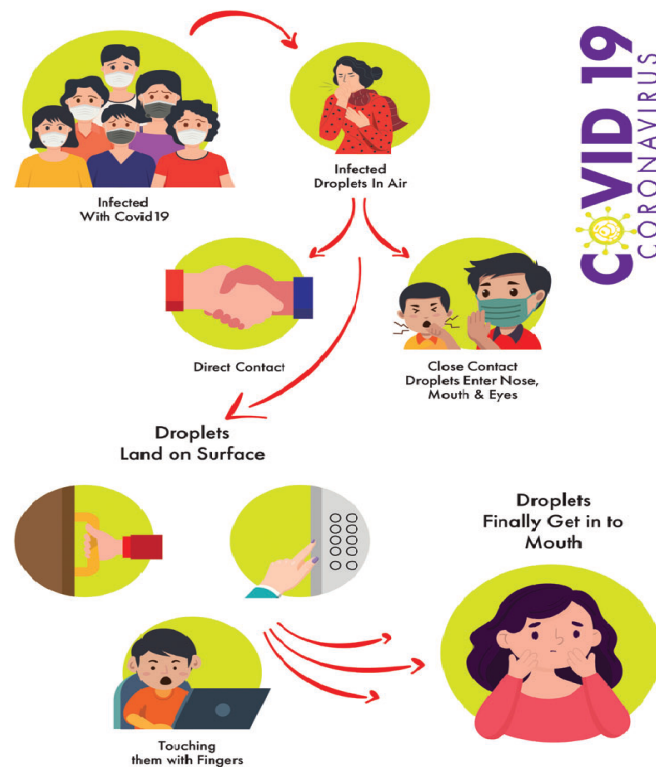 COVID 19
CORONAVIRUS
Infected
With Covid19
Infected
Droplets In Air
Direct Contact
Close Contact
Droplets Enter Nose,
Mouth & Eyes
Droplets
Land on Surface
Droplets
Finally Get in to
Mouth
Touching
them with Fingers